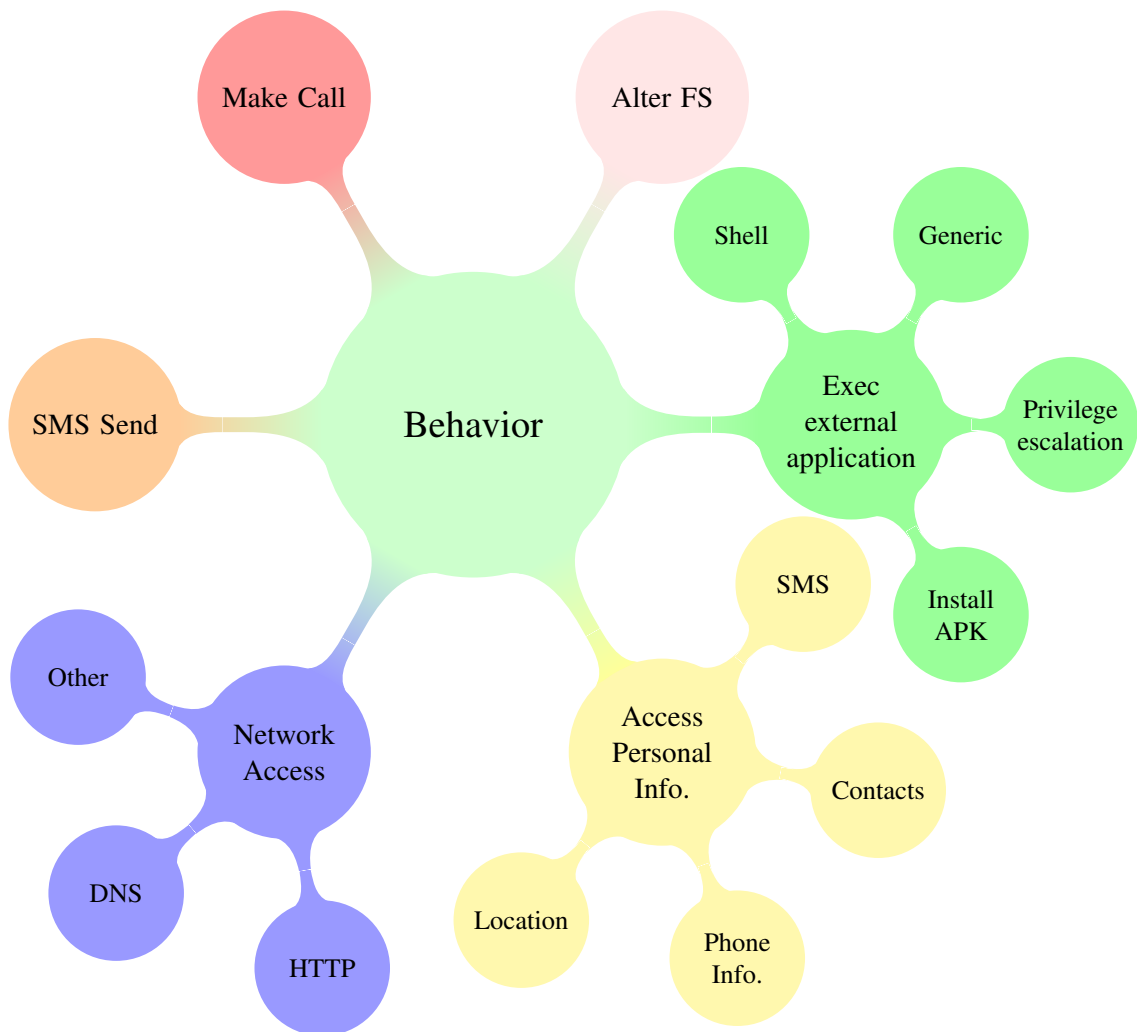 Make Call
Alter FS
Shell
Generic
SMS Send
Behavior
Exec
external
application
Privilege
escalation
SMS
Install
APK
Other
Network
Access
Access
Personal
Info.
Contacts
DNS
Location
Phone
Info.
HTTP